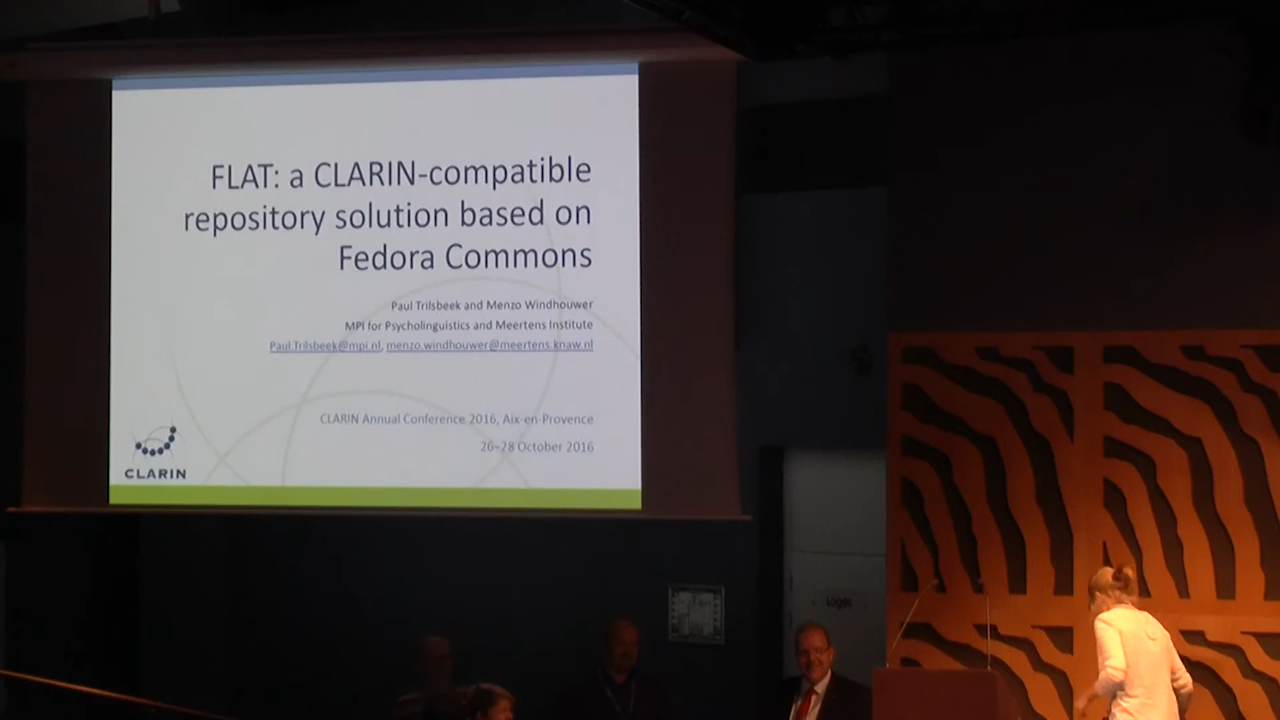 FLAT: a CLARIN-compatible
repository solution based on
Fedora Commons
Paul Trilsbeek and Menzo Windhouwer
MPI for Psycholinguistics and Meertens Institute
Paul.Trilsbeek@mpi.nl, menzo.windhouwer@meertens.knaw.nl
CLARIN Annual Conference 2016, Aix-en-Provence
26–28 October 2016
CLARIN